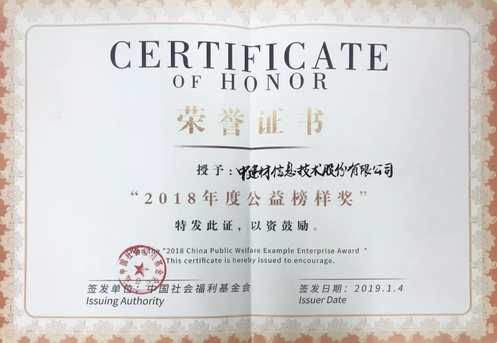 CERTIFICATE
OF HONOR
荣誉证书
授予：中建材信息技术股份有限公司
“2018年度公益榜样奖”
特发此证，以资鼓励。
the "2018 China Public Welfare Example Enterprise Award "
This certificate is hereby issued to encourage.
签发单位：中国社会福利基金会 签发日期：2019.1.4
Issuing Authority Issuer Date